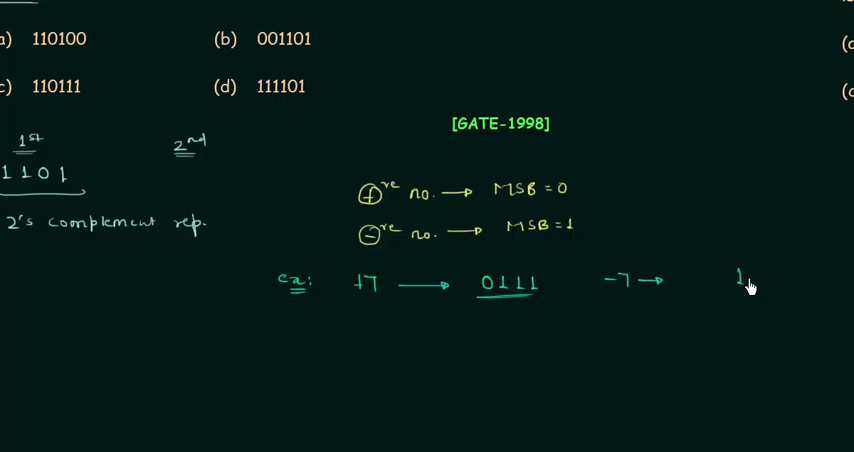 a) 110100 (b) 001101
c) 110111 (d) 111101
[GATE-1998]
1st 2nd
1101
2's complement rep.
+ve no. → MSB = 0
-ve no. → MSB = 1
ex: +7 → 0111 -7 → 1